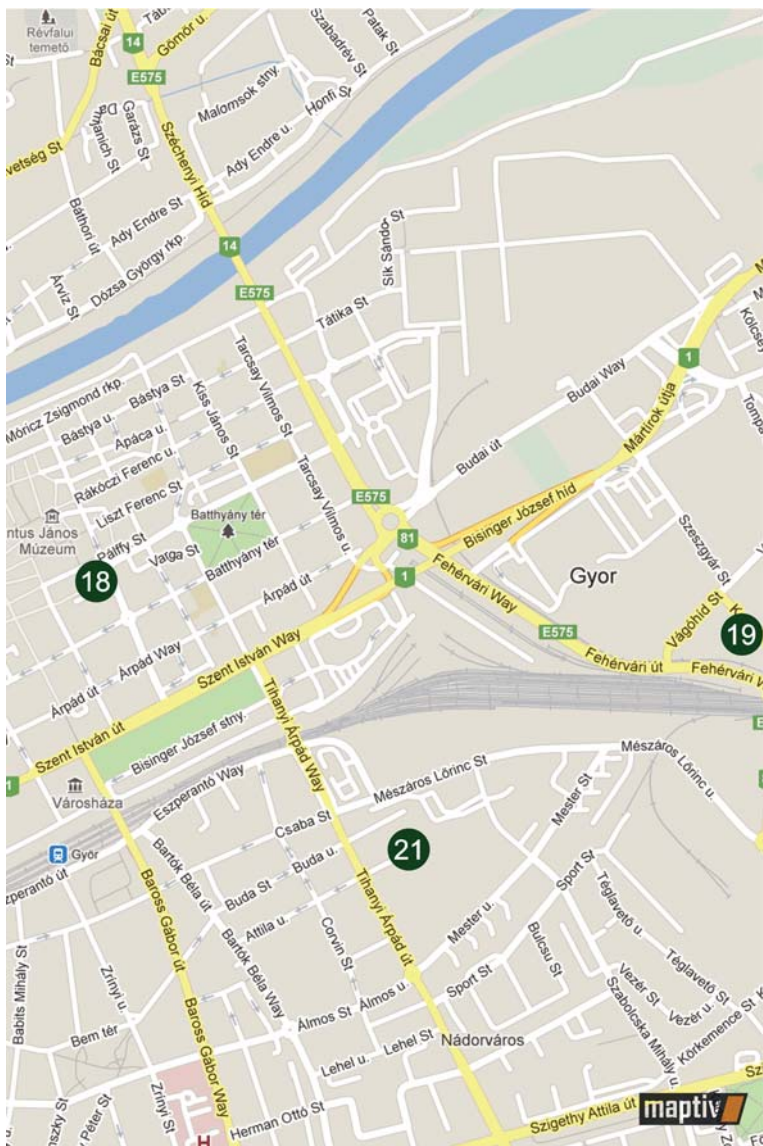 Révfalui
temető
Bácsai út
14
Gömör u.
Szabadrév St
Patak St
E575
Malomsok stny.
Honfi St
Garázs St
Damjanich St
Széchenyi Híd
Ady Endre u.
Ady Endre St
Báthori út
14
Sík Sándor St
Dózsa György rkp.
Árvíz St
E575
Tátika St
Tarcsay Vilmos St
Móricz Zsigmond rkp.
Bástya St
Bástya u.
Kiss János St
Apáca u.
Budai Way
1
Mártírok útja
Rákóczi Ferenc u.
Liszt Ferenc St
Tarcsay Vilmos u.
Budai út
E575
Batthyány tér
Múzeum
Pálffy St
Varga St
Batthyány tér
81
Bisinger József híd
Szeszgyár St
18
Árpád út
1
Gyor
Fehérvári Way
Vágóhíd St
19
E575
Árpád Way
Szent István Way
Árpád út
Fehérvári út
Szent István út
Bisinger József stny.
Tihanyi Árpád Way
1
Városháza
Eszperantó Way
Mészáros Lőrinc St
Mészáros Lőrinc u.
Mester St
Csaba St
21
Győr
Bartók Béla út
Buda St
Buda u.
Sport St
Attila u.
Baross Gábor út
Tihanyi Árpád út
Mester u.
Téglavető u.
Corvin St
Bartók Béla Way
Bulcsu St
Babits Mihály St
Zrínyi u.
Álmos u.
Sport St
Téglavető St
Vezér St
Vezér u.
Álmos St
Szabolcska Mihály u.
Bem tér
Baross Gábor Way
Lehel u.
Lehel St
Nádorváros
Körkemence St
Zrínyi St
H
Herman Ottó St
Szigethy Attila út
maptive